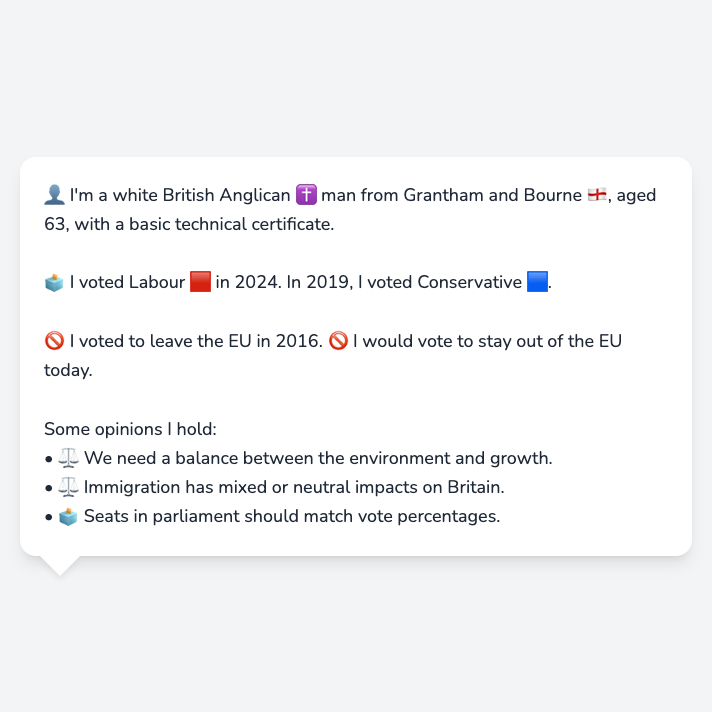 👤 I'm a white British Anglican ✝️ man from Grantham and Bourne 🏴󠁧󠁢󠁥󠁮󠁧󠁿, aged
63, with a basic technical certificate.
🗳️ I voted Labour 🟥 in 2024. In 2019, I voted Conservative 🟦.
🚫 I voted to leave the EU in 2016. 🚫 I would vote to stay out of the EU
today.
Some opinions I hold:
• ⚖️ We need a balance between the environment and growth.
• ⚖️ Immigration has mixed or neutral impacts on Britain.
• 🗳️ Seats in parliament should match vote percentages.